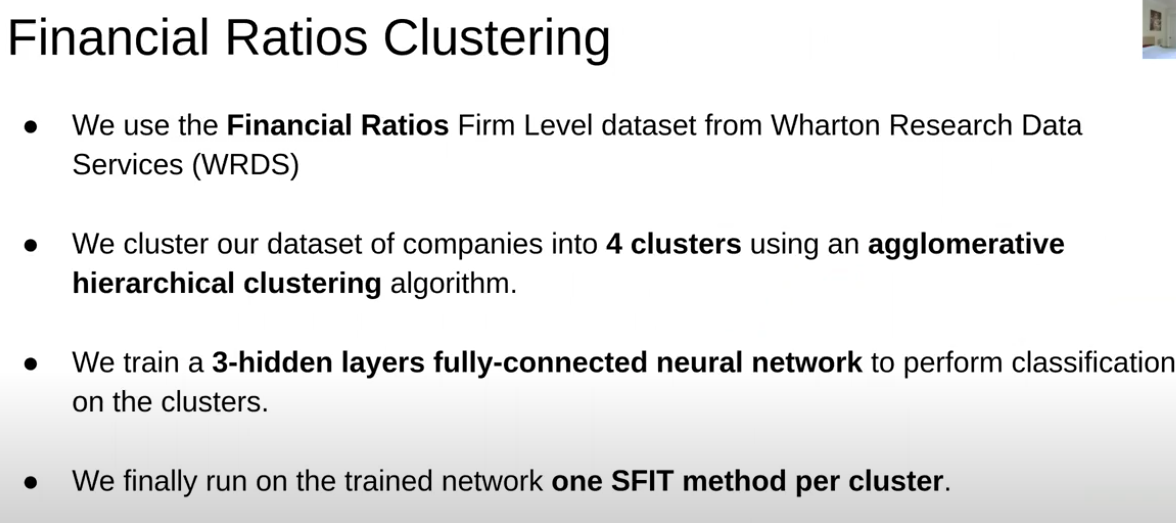 Financial Ratios Clustering
● We use the Financial Ratios Firm Level dataset from Wharton Research Data
Services (WRDS)
● We cluster our dataset of companies into 4 clusters using an agglomerative
hierarchical clustering algorithm.
● We train a 3-hidden layers fully-connected neural network to perform classification
on the clusters.
● We finally run on the trained network one SFIT method per cluster.